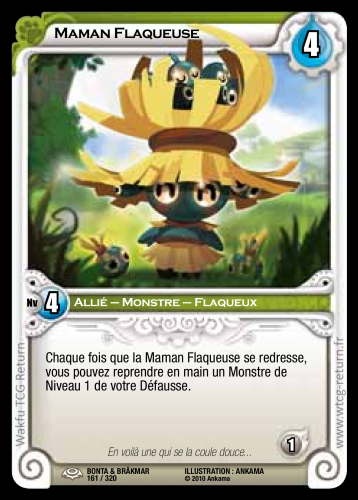 Maman Flaqueuse
4
Nv 4
Allié – Monstre – Flaqueux
Chaque fois que la Maman Flaqueuse se redresse,
vous pouvez reprendre en main un Monstre de
Niveau 1 de votre Défausse.
En voilà une qui se la coule douce...
1
BONTA & BRÂKMAR
161 / 320
ILLUSTRATION : ANKAMA
© 2010 Ankama
Wakfu TCG Return
www.wtcg-return.fr